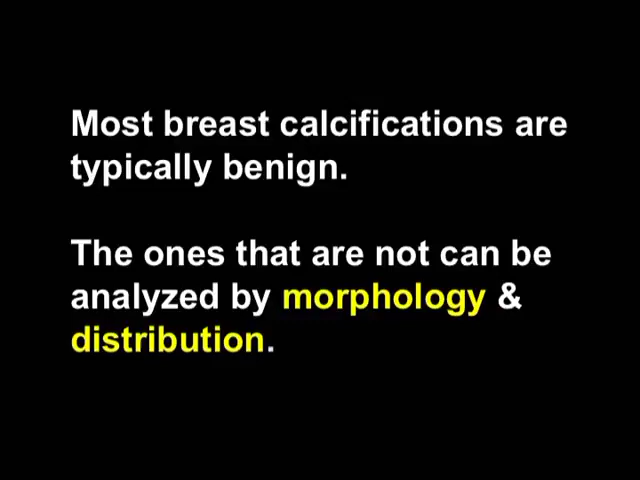 Most breast calcifications are
typically benign.
The ones that are not can be
analyzed by morphology &
distribution.